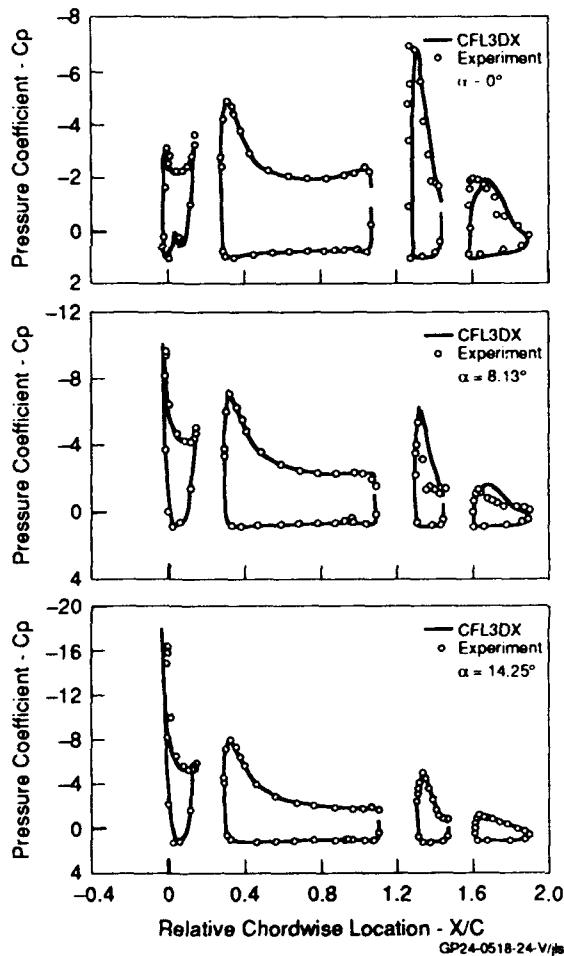 Pressure Coefficient - Cp
−8
−6
−4
−2
0
2
CFL3DX
Experiment
α - 0°
Pressure Coefficient - Cp
−12
−8
−4
0
4
CFL3DX
Experiment
α = 8.13°
Pressure Coefficient - Cp
−20
−16
−12
−8
−4
0
4
CFL3DX
Experiment
α = 14.25°
−0.4 0 0.4 0.8 1.2 1.6 2.0
Relative Chordwise Location - X/C
GP24-0518-24-V/jls